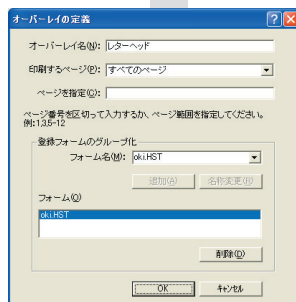 オーバーレイの定義
オーバーレイ名(N): レターヘッド
印刷するページ(P): すべてのページ
ページを指定(C):
ページ番号を区切って入力するか、ページ範囲を指定してください。
例:1,3,5-12
登録フォームのグループ化
フォーム名(M): oki.HST
追加(A) 名称変更(R)
フォーム(O)
oki.HST
削除(D)
OK キャンセル